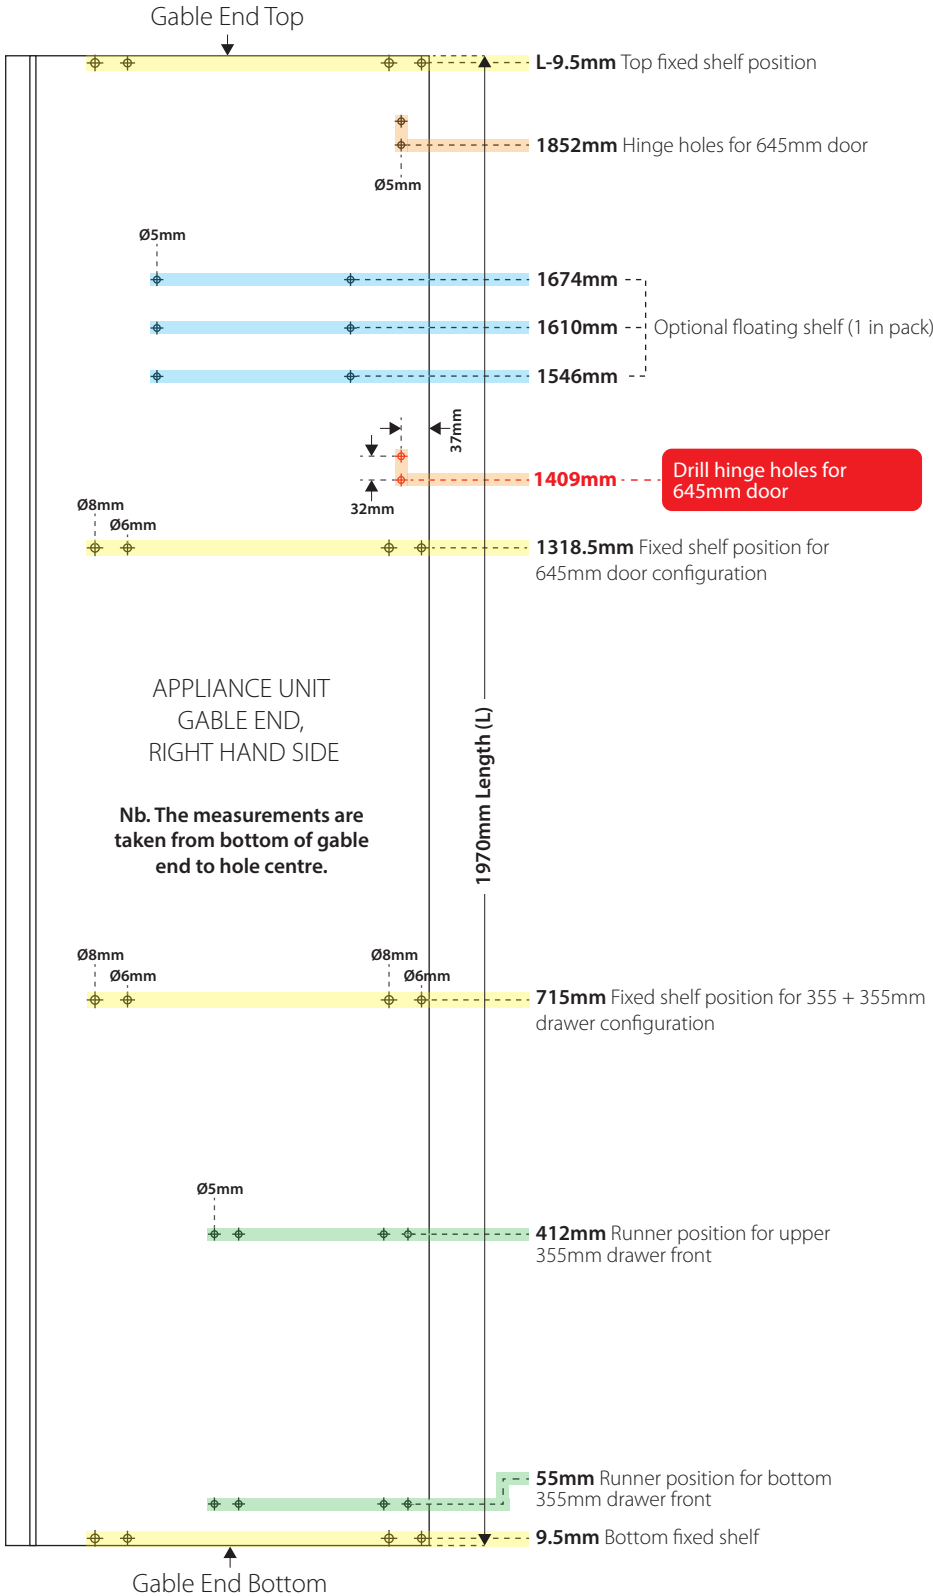 Gable End Top
L-9.5mm Top fixed shelf position
1852mm Hinge holes for 645mm door
Ø5mm
Ø5mm
1674mm
1610mm
Optional floating shelf (1 in pack)
1546mm
37mm
1409mm
Drill hinge holes for
645mm door
32mm
Ø8mm
Ø6mm
1318.5mm Fixed shelf position for
645mm door configuration
APPLIANCE UNIT
GABLE END,
RIGHT HAND SIDE
1970mm Length (L)
Nb. The measurements are
taken from bottom of gable
end to hole centre.
Ø8mm
Ø8mm
Ø6mm
Ø6mm
715mm Fixed shelf position for 355 + 355mm
drawer configuration
Ø5mm
412mm Runner position for upper
355mm drawer front
55mm Runner position for bottom
355mm drawer front
9.5mm Bottom fixed shelf
Gable End Bottom